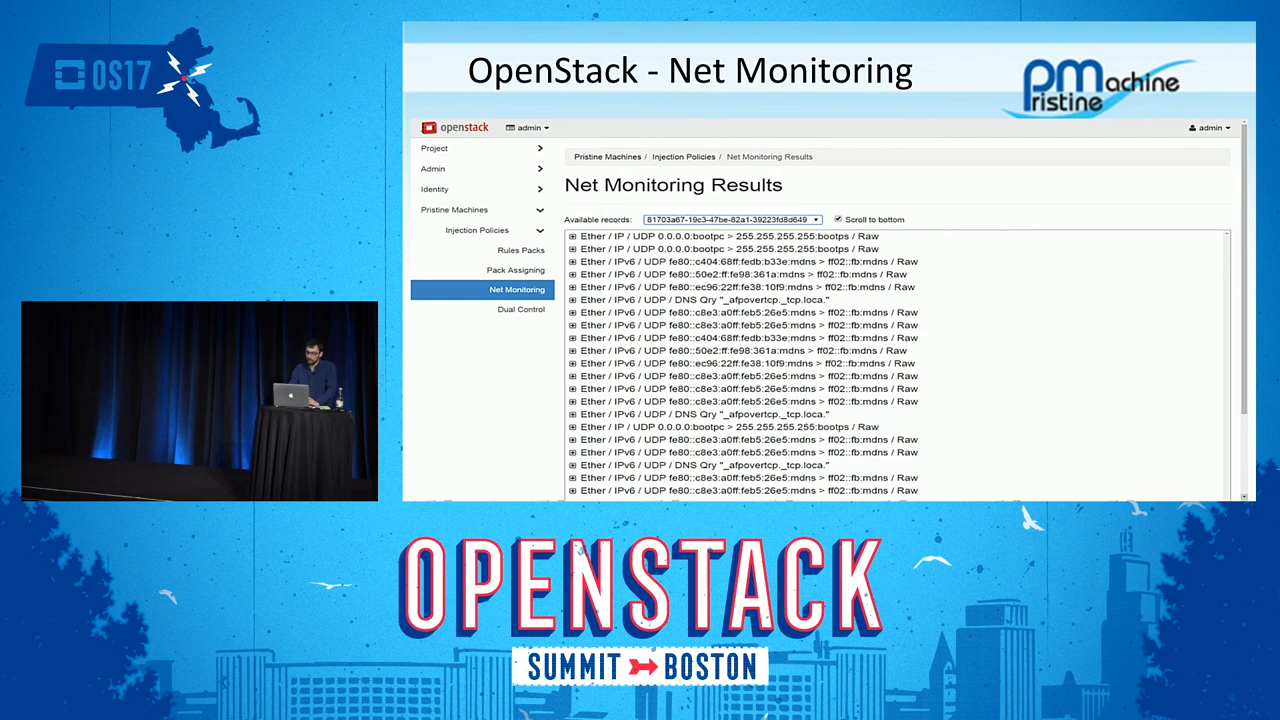 OS17
OpenStack - Net Monitoring
Pristine Machine
openstack
admin
admin
Project
Admin
Identity
Pristine Machines
Injection Policies
Rules Packs
Pack Assigning
Net Monitoring
Dual Control
Pristine Machines / Injection Policies / Net Monitoring Results
Net Monitoring Results
Available records: 81703a67-19c3-47be-82a1-39223fd8d649 Scroll to bottom
Ether / IP / UDP 0.0.0.0:bootpc > 255.255.255.255:bootps / Raw
Ether / IP / UDP 0.0.0.0:bootpc > 255.255.255.255:bootps / Raw
Ether / IPv6 / UDP fe80::c404:68ff:fedb:b33e:mdns > ff02::fb:mdns / Raw
Ether / IPv6 / UDP fe80::50e2:ff:fe98:361a:mdns > ff02::fb:mdns / Raw
Ether / IPv6 / UDP fe80::ec96:22ff:fe38:10f9:mdns > ff02::fb:mdns / Raw
Ether / IPv6 / UDP / DNS Qry "_afpovertcp._tcp.loca."
Ether / IPv6 / UDP fe80::c8e3:a0ff:feb5:26e5:mdns > ff02::fb:mdns / Raw
Ether / IPv6 / UDP fe80::c8e3:a0ff:feb5:26e5:mdns > ff02::fb:mdns / Raw
Ether / IPv6 / UDP fe80::c404:68ff:fedb:b33e:mdns > ff02::fb:mdns / Raw
Ether / IPv6 / UDP fe80::50e2:ff:fe98:361a:mdns > ff02::fb:mdns / Raw
Ether / IPv6 / UDP fe80::ec96:22ff:fe38:10f9:mdns > ff02::fb:mdns / Raw
Ether / IPv6 / UDP fe80::c8e3:a0ff:feb5:26e5:mdns > ff02::fb:mdns / Raw
Ether / IPv6 / UDP fe80::c8e3:a0ff:feb5:26e5:mdns > ff02::fb:mdns / Raw
Ether / IPv6 / UDP fe80::c8e3:a0ff:feb5:26e5:mdns > ff02::fb:mdns / Raw
Ether / IPv6 / UDP / DNS Qry "_afpovertcp._tcp.loca."
Ether / IP / UDP 0.0.0.0:bootpc > 255.255.255.255:bootps / Raw
Ether / IPv6 / UDP fe80::c8e3:a0ff:feb5:26e5:mdns > ff02::fb:mdns / Raw
Ether / IPv6 / UDP fe80::c8e3:a0ff:feb5:26e5:mdns > ff02::fb:mdns / Raw
Ether / IPv6 / UDP / DNS Qry "_afpovertcp._tcp.loca."
Ether / IPv6 / UDP fe80::c8e3:a0ff:feb5:26e5:mdns > ff02::fb:mdns / Raw
Ether / IPv6 / UDP fe80::c8e3:a0ff:feb5:26e5:mdns > ff02::fb:mdns / Raw
OPENSTACK
SUMMIT BOSTON